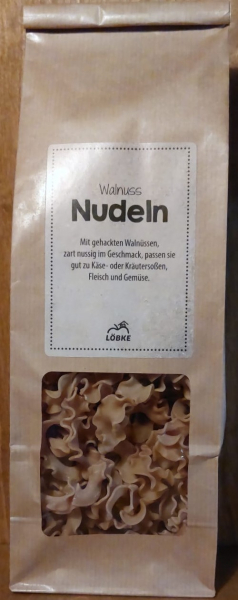 Walnuss
Nudeln
Mit gehackten Walnüssen,
zart nussig im Geschmack, passen sie
gut zu Käse- oder Kräutersoßen,
Fleisch und Gemüse.
LÖBKE